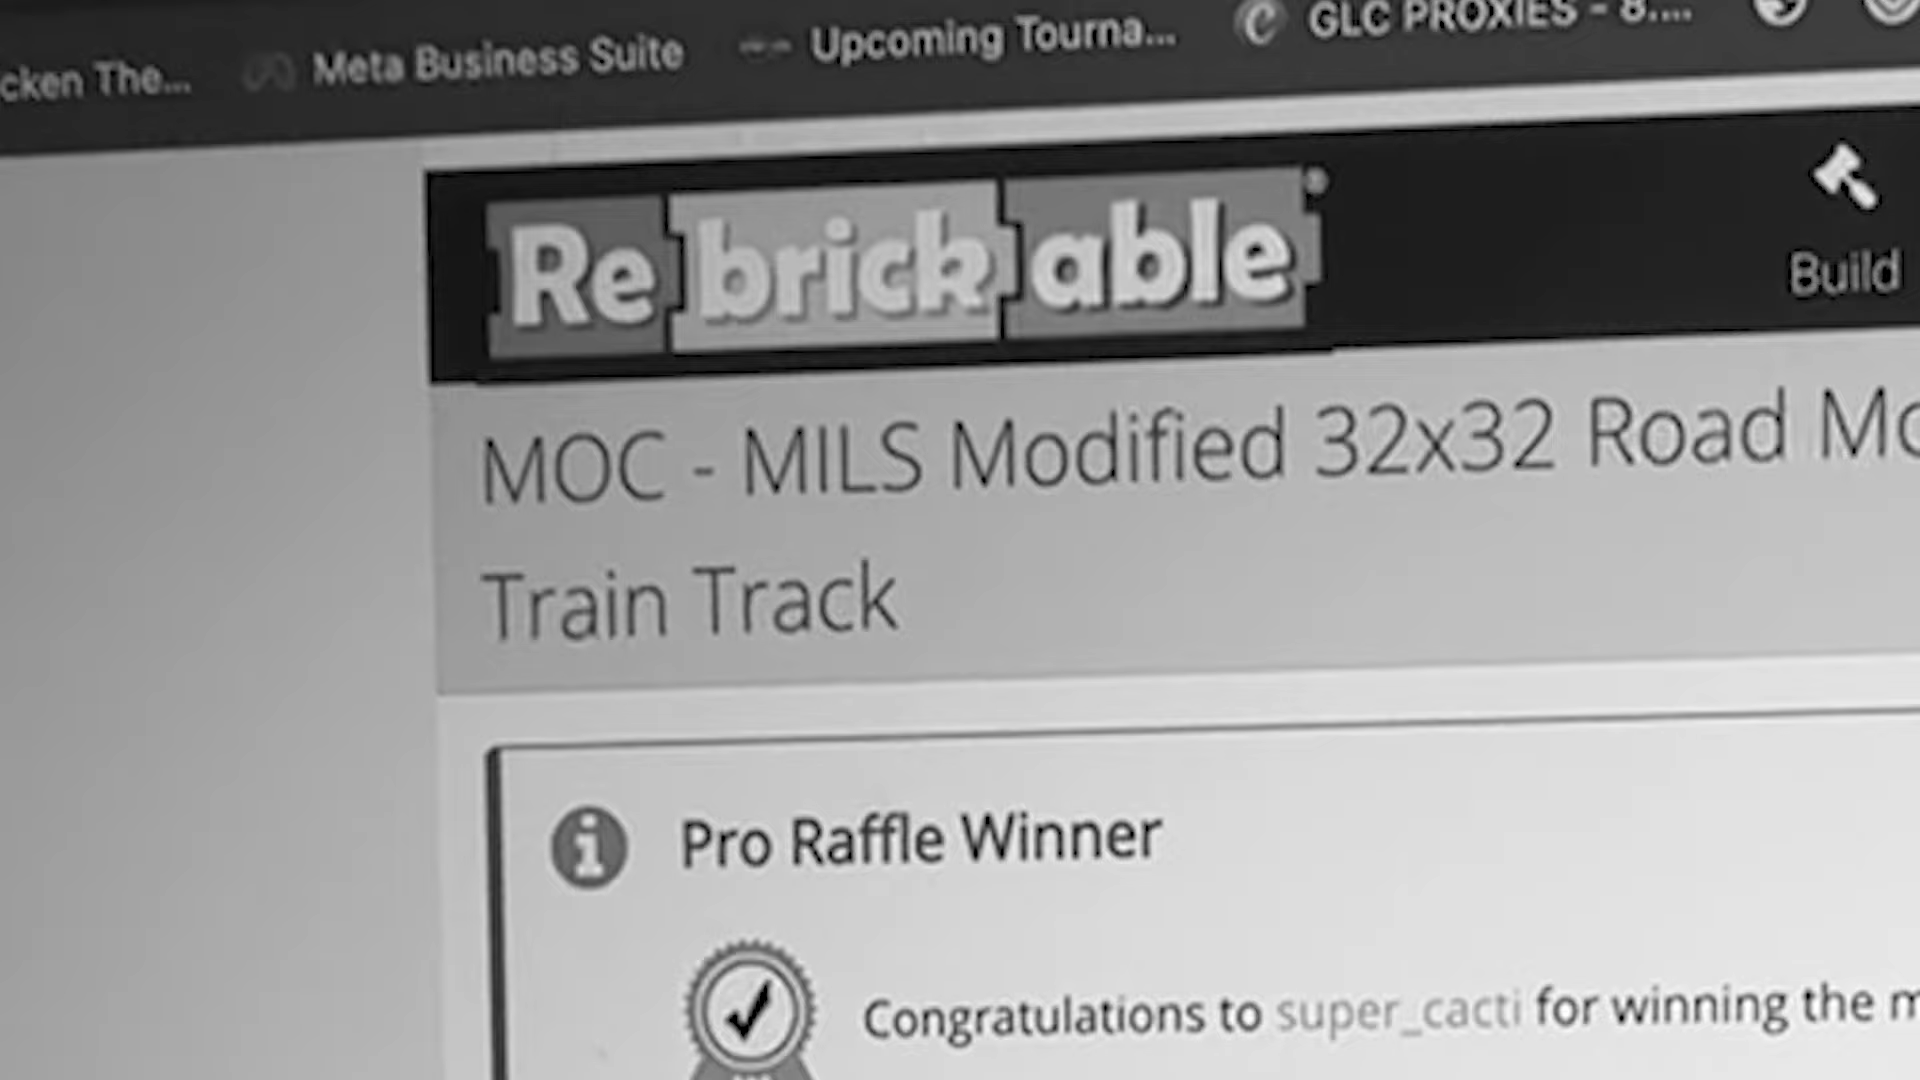 cken The... Meta Business Suite Upcoming Tourna... GLC PROXIES - 8....
Rebrickable
Build
MOC - MILS Modified 32x32 Road
Train Track
Pro Raffle Winner
Congratulations to super_cacti for winning the